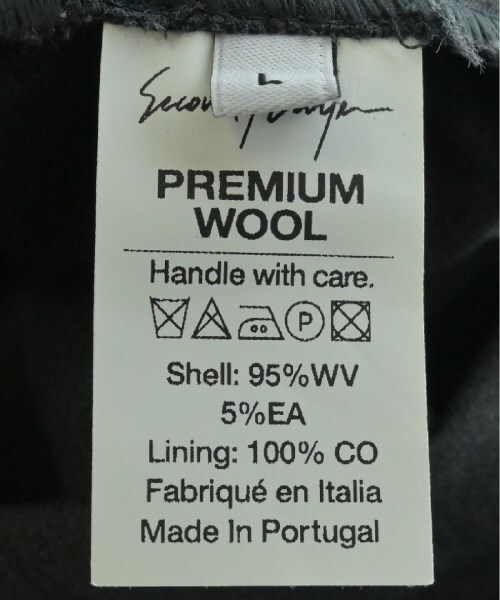 L
PREMIUM
WOOL
Handle with care.
P
Shell: 95%WV
5%EA
Lining: 100% CO
Fabriqué en Italia
Made In Portugal